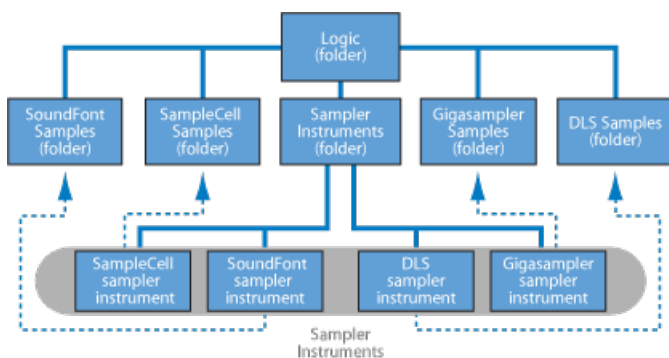 Logic
(folder)
SoundFont
Samples
(folder)
SampleCell
Samples
(folder)
Sampler
Instruments
(folder)
Gigasampler
Samples
(folder)
DLS Samples
(folder)
SampleCell
sampler
instrument
SoundFont
sampler
instrument
DLS
sampler
instrument
Gigasampler
sampler
instrument
Sampler
Instruments